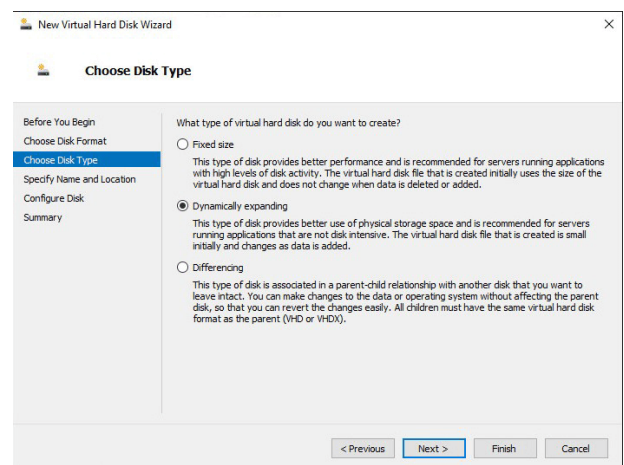 New Virtual Hard Disk Wizard
Choose Disk Type
Before You Begin
Choose Disk Format
Choose Disk Type
Specify Name and Location
Configure Disk
Summary
What type of virtual hard disk do you want to create?
Fixed size
This type of disk provides better performance and is recommended for servers running applications
with high levels of disk activity. The virtual hard disk file that is created initially uses the size of the
virtual hard disk and does not change when data is deleted or added.
Dynamically expanding
This type of disk provides better use of physical storage space and is recommended for servers
running applications that are not disk intensive. The virtual hard disk file that is created is small
initially and changes as data is added.
Differencing
This type of disk is associated in a parent-child relationship with another disk that you want to
leave intact. You can make changes to the data or operating system without affecting the parent
disk, so that you can revert the changes easily. All children must have the same virtual hard disk
format as the parent (VHD or VHDX).
< Previous
Next >
Finish
Cancel